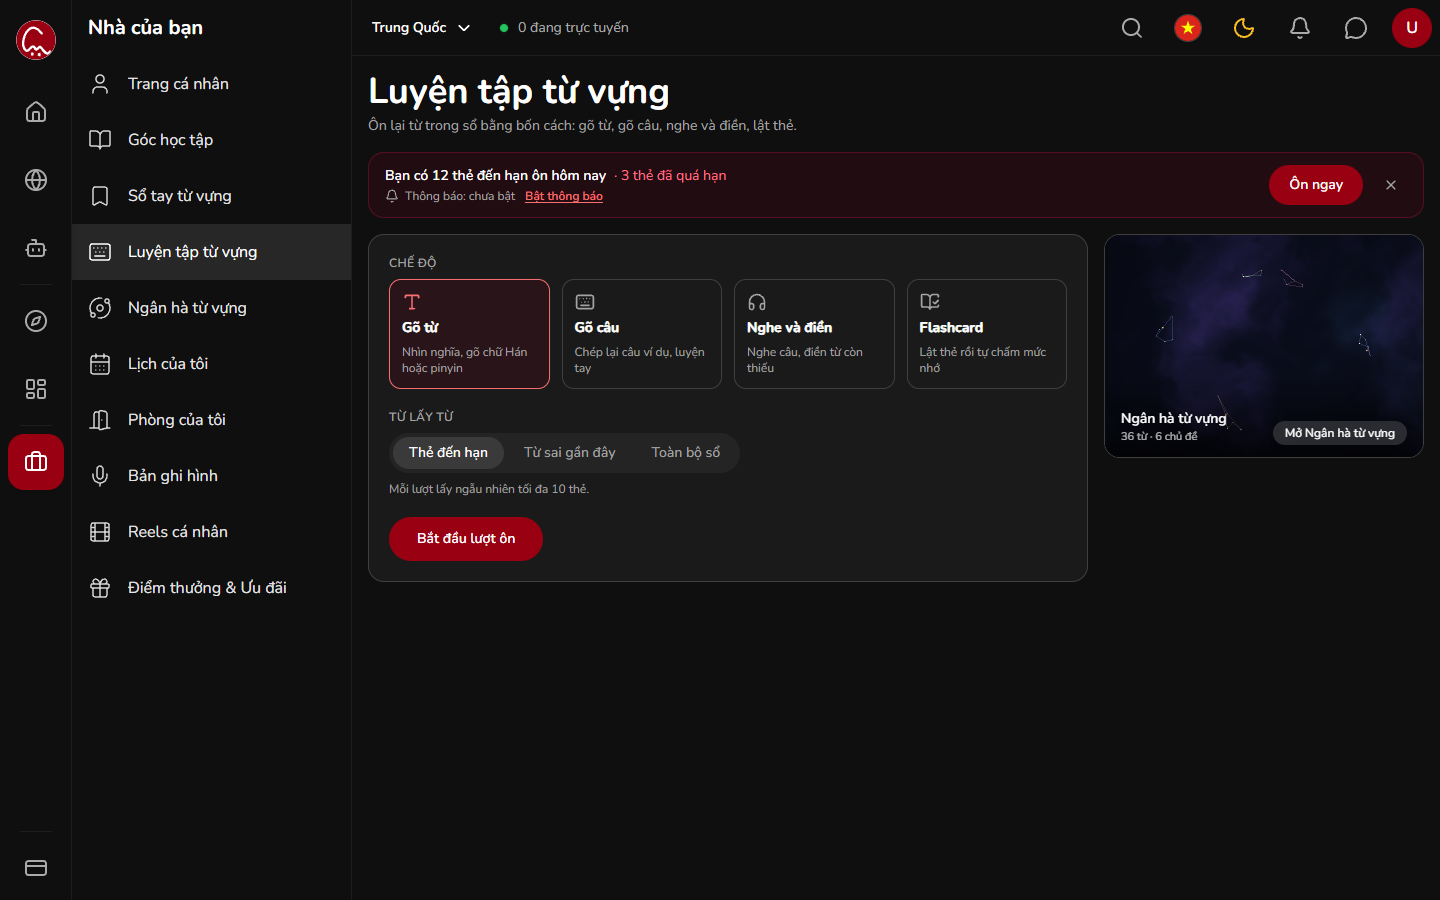 Nhà của bạn
Trang cá nhân
Góc học tập
Sổ tay từ vựng
Luyện tập từ vựng
Ngân hà từ vựng
Lịch của tôi
Phòng của tôi
Bản ghi hình
Reels cá nhân
Điểm thưởng & Ưu đãi
Trung Quốc
0 đang trực tuyến
U
Luyện tập từ vựng
Ôn lại từ trong sổ bằng bốn cách: gõ từ, gõ câu, nghe và điền, lật thẻ.
Bạn có 12 thẻ đến hạn ôn hôm nay · 3 thẻ đã quá hạn
Thông báo: chưa bật Bật thông báo
Ôn ngay
CHẾ ĐỘ
Gõ từ
Nhìn nghĩa, gõ chữ Hán
hoặc pinyin
Gõ câu
Chép lại câu ví dụ, luyện
tay
Nghe và điền
Nghe câu, điền từ còn
thiếu
Flashcard
Lật thẻ rồi tự chấm mức
nhớ
TỪ LẤY TỪ
Thẻ đến hạn
Từ sai gần đây
Toàn bộ sổ
Mỗi lượt lấy ngẫu nhiên tối đa 10 thẻ.
Bắt đầu lượt ôn
Ngân hà từ vựng
36 từ · 6 chủ đề
Mở Ngân hà từ vựng